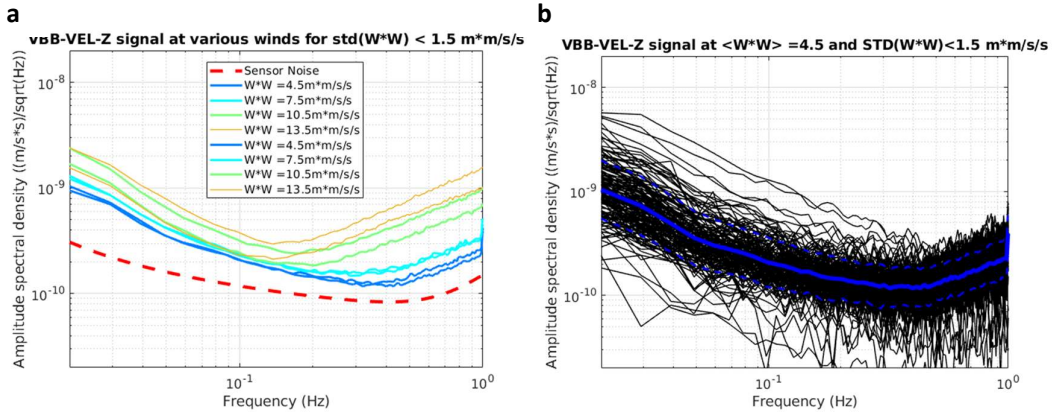 a
VBB-VEL-Z signal at various winds for std(W*W) < 1.5 m*m/s/s
Amplitude spectral density ((m/s*s)/sqrt(Hz)
10-8
10-9
10-10
Sensor Noise
W*W =4.5m*m/s/s
W*W =7.5m*m/s/s
W*W =10.5m*m/s/s
W*W =13.5m*m/s/s
W*W =4.5m*m/s/s
W*W =7.5m*m/s/s
W*W =10.5m*m/s/s
W*W =13.5m*m/s/s
10-1
100
Frequency (Hz)
b
VBB-VEL-Z signal at <W*W> =4.5 and STD(W*W)<1.5 m*m/s/s
Amplitude spectral density ((m/s*s)/sqrt(Hz)
10-8
10-9
10-10
10-1
100
Frequency (Hz)